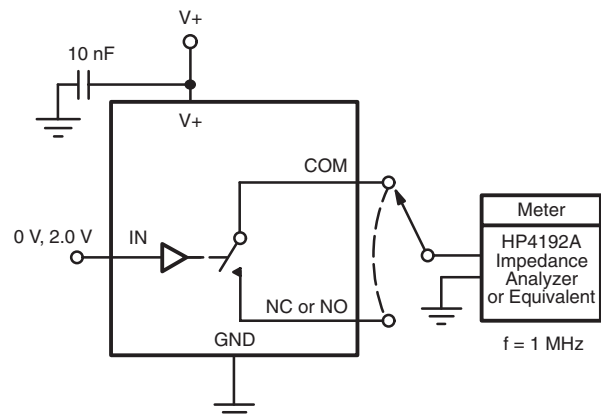 V+
10 nF
V+
COM
0 V, 2.0 V
IN
NC or NO
GND
Meter
HP4192A
Impedance
Analyzer
or Equivalent
f = 1 MHz